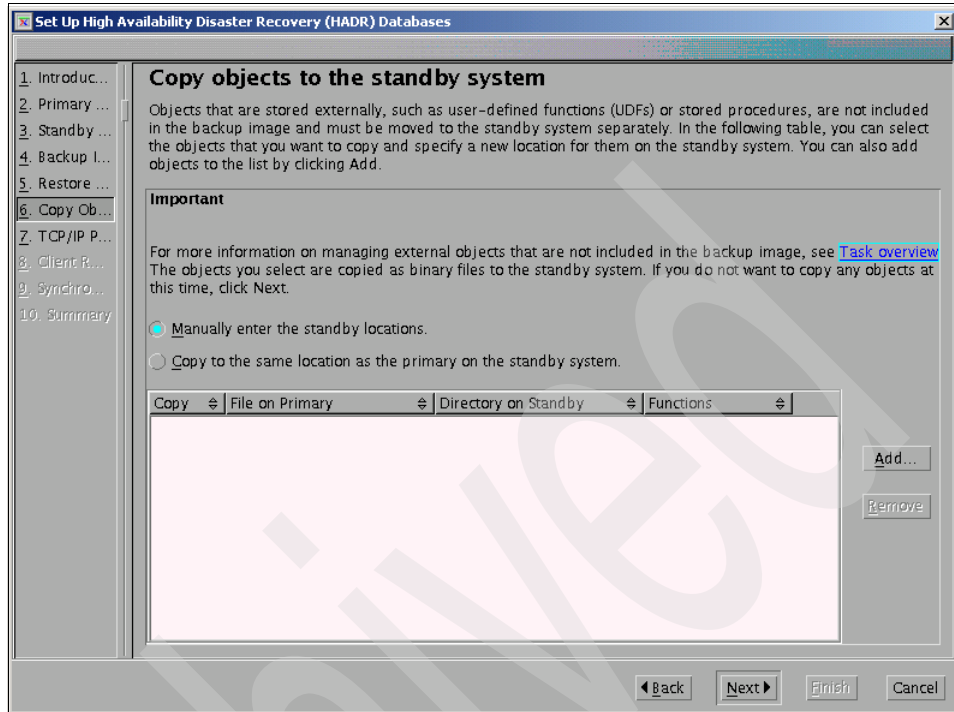 Set Up High Availability Disaster Recovery (HADR) Databases
1. Introduc...
2. Primary ...
3. Standby ...
4. Backup I...
5. Restore ...
6. Copy Ob...
7. TCP/IP P...
8. Client R...
9. Synchro...
10. Summary
Copy objects to the standby system
Objects that are stored externally, such as user-defined functions (UDFs) or stored procedures, are not included
in the backup image and must be moved to the standby system separately. In the following table, you can select
the objects that you want to copy and specify a new location for them on the standby system. You can also add
objects to the list by clicking Add.
Important
For more information on managing external objects that are not included in the backup image, see Task overview
The objects you select are copied as binary files to the standby system. If you do not want to copy any objects at
this time, click Next.
Manually enter the standby locations.
Copy to the same location as the primary on the standby system.
Copy File on Primary Directory on Standby Functions
Add...
Remove
Back Next Finish Cancel